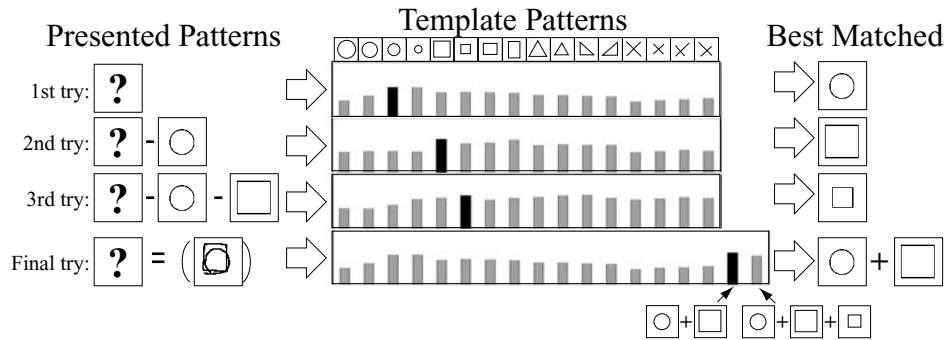 Template Patterns
Presented Patterns
Best Matched
1st try: ?
2nd try: ? -
3rd try: ? - -
Final try: ? = ( )
+
+
+ +